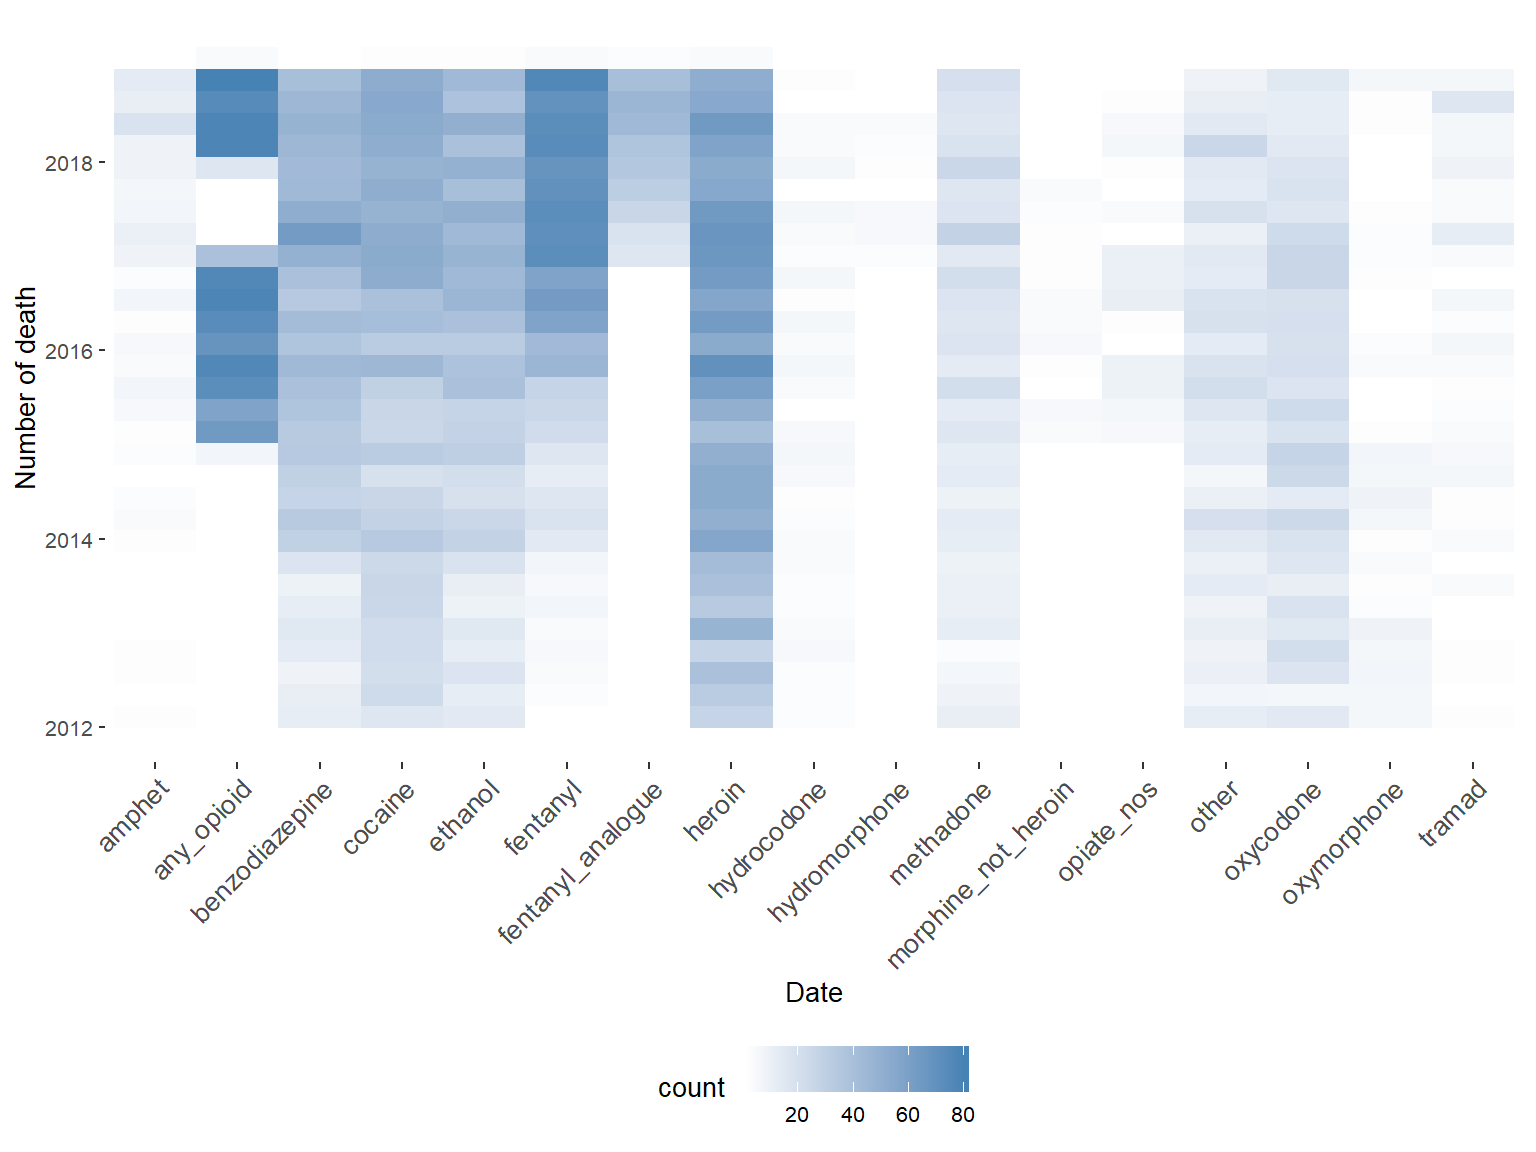 Number of death
2018
2016
2014
2012
amphet
any_opioid
benzodiazepine
cocaine
ethanol
fentanyl
fentanyl_analogue
heroin
hydrocodone
hydromorphone
methadone
morphine_not_heroin
opiate_nos
other
oxycodone
oxymorphone
tramad
Date
count
20 40 60 80